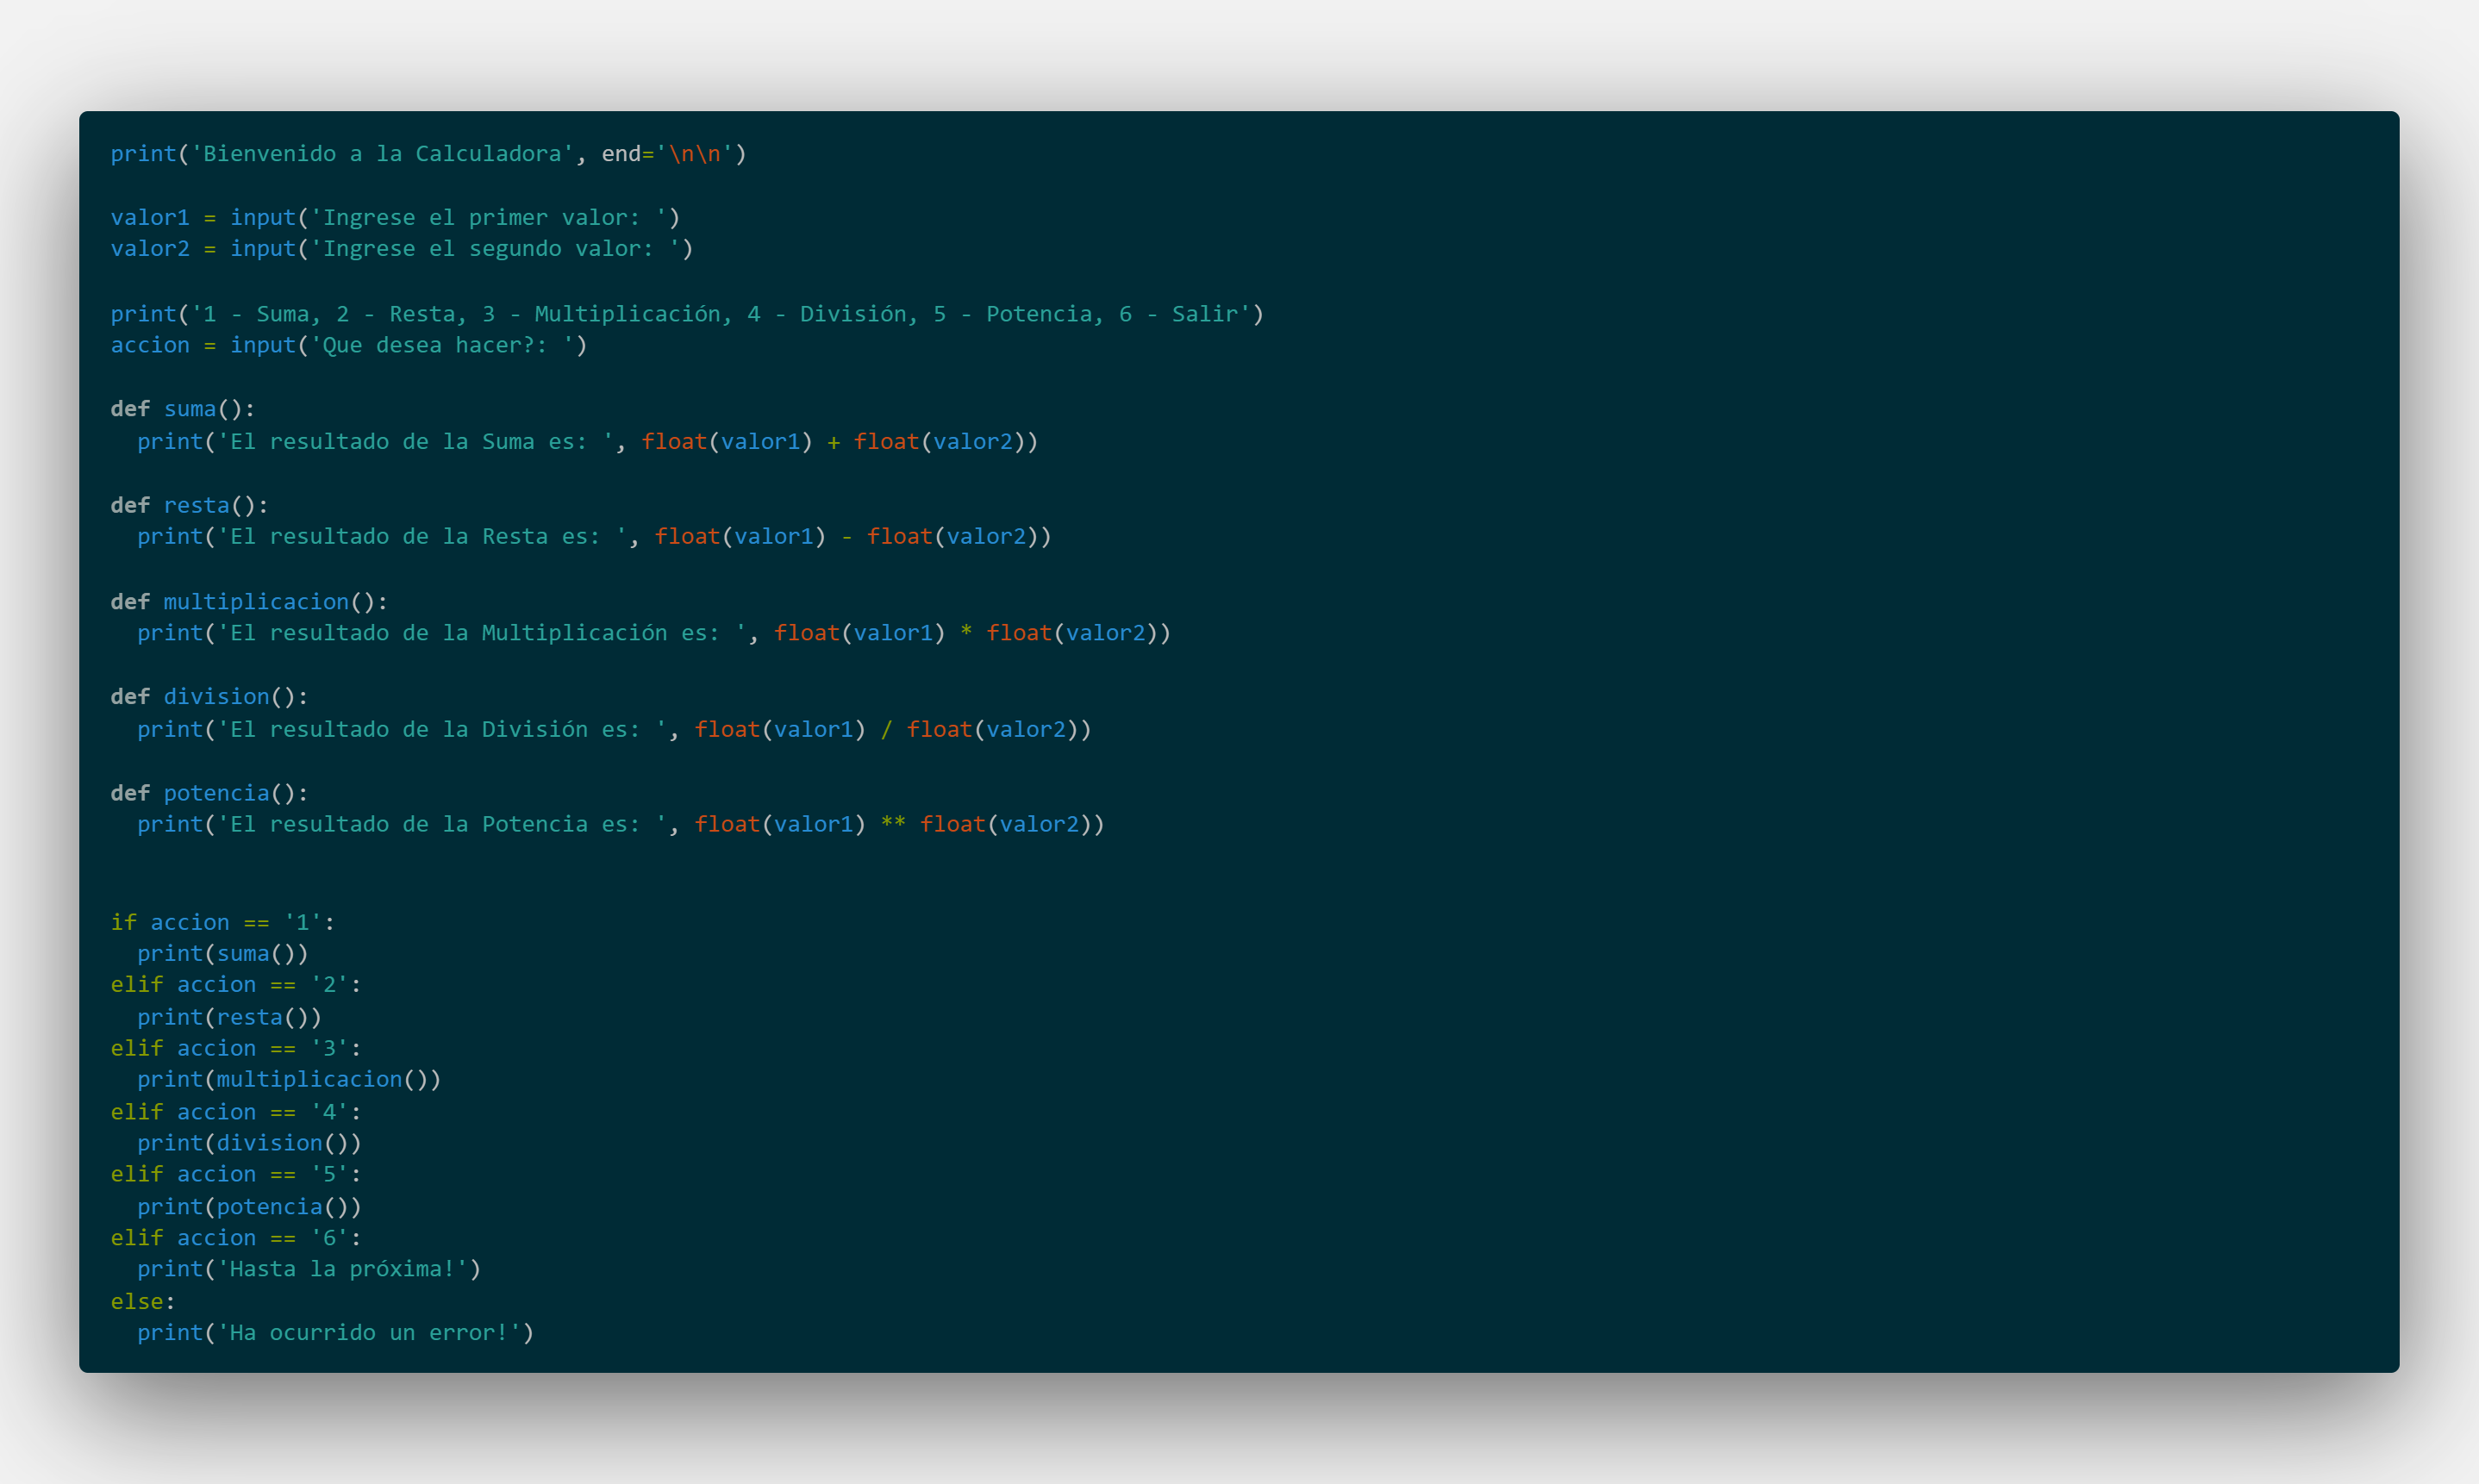 print('Bienvenido a la Calculadora', end='\n\n')

valor1 = input('Ingrese el primer valor: ')
valor2 = input('Ingrese el segundo valor: ')

print('1 - Suma, 2 - Resta, 3 - Multiplicación, 4 - División, 5 - Potencia, 6 - Salir')
accion = input('Que desea hacer?: ')

def suma():
  print('El resultado de la Suma es: ', float(valor1) + float(valor2))

def resta():
  print('El resultado de la Resta es: ', float(valor1) - float(valor2))

def multiplicacion():
  print('El resultado de la Multiplicación es: ', float(valor1) * float(valor2))

def division():
  print('El resultado de la División es: ', float(valor1) / float(valor2))

def potencia():
  print('El resultado de la Potencia es: ', float(valor1) ** float(valor2))


if accion == '1':
  print(suma())
elif accion == '2':
  print(resta())
elif accion == '3':
  print(multiplicacion())
elif accion == '4':
  print(division())
elif accion == '5':
  print(potencia())
elif accion == '6':
  print('Hasta la próxima!')
else:
  print('Ha ocurrido un error!')